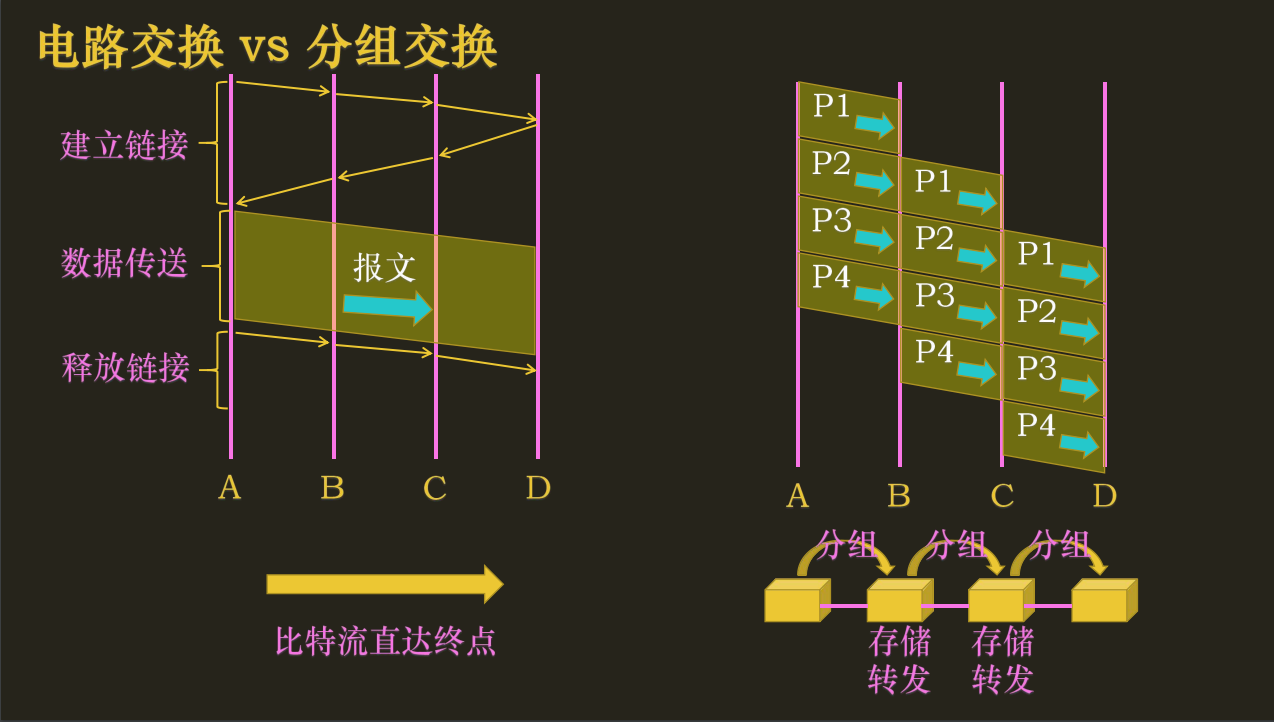 电路交换 vs 分组交换
建立链接
数据传送
报文
释放链接
A B C D
比特流直达终点
P1
P2 P1
P3 P2 P1
P4 P3 P2
P4 P3
P4
A B C D
分组 分组 分组
存储 存储
转发 转发